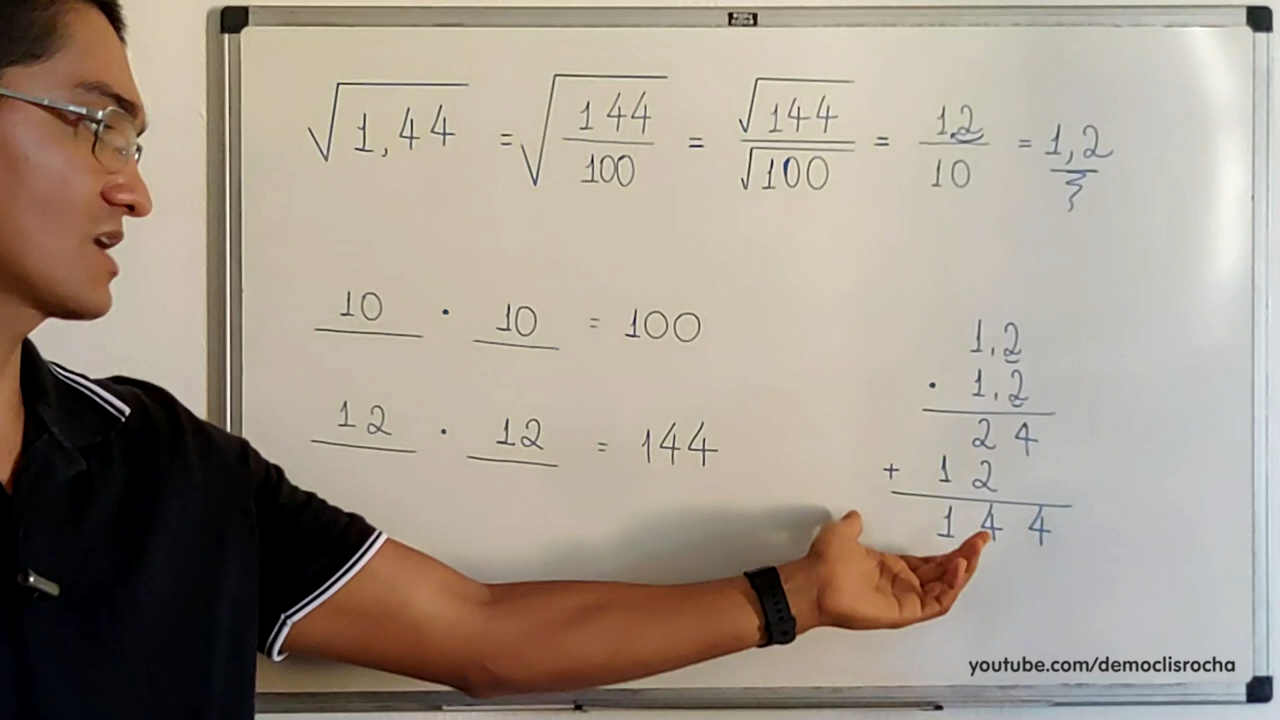 √1,44 = √(144/100) = √144/√100 = 12/10 = 1,2
10 · 10 = 100
12 · 12 = 144
1,2
· 1,2
2 4
+ 1 2
1 4 4
youtube.com/democlisrocha